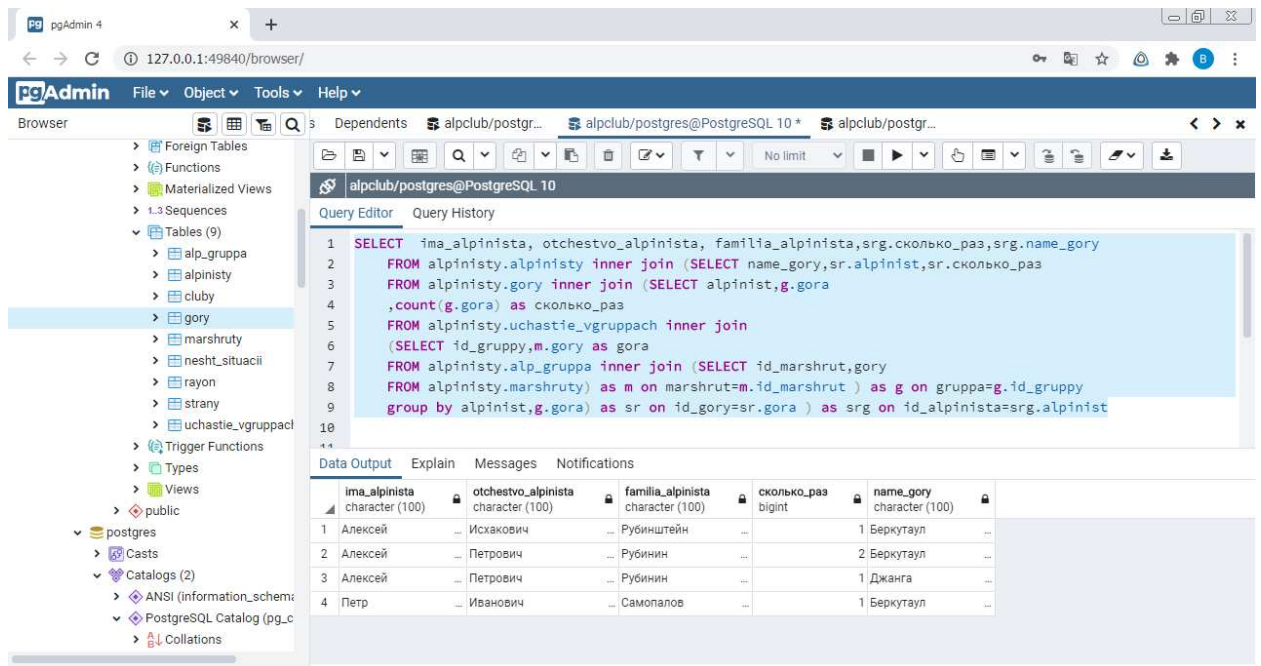 pgAdmin 4
127.0.0.1:49840/browser/
B
pgAdmin File Object Tools Help
Browser
s Dependents alpclub/postgr... alpclub/postgres@PostgreSQL 10 * alpclub/postgr...
Foreign Tables
Functions
Materialized Views
1..3 Sequences
Tables (9)
alp_gruppa
alpinisty
cluby
gory
marshruty
nesht_situacii
rayon
strany
uchastie_vgruppach
Trigger Functions
Types
Views
public
postgres
Casts
Catalogs (2)
ANSI (information_schema
PostgreSQL Catalog (pg_c
Collations
No limit
alpclub/postgres@PostgreSQL 10
Query Editor Query History
1 SELECT ima_alpinista, otchestvo_alpinista, familia_alpinista,srg.сколько_раз,srg.name_gory
2 FROM alpinisty.alpinisty inner join (SELECT name_gory,sr.alpinist,sr.сколько_раз
3 FROM alpinisty.gory inner join (SELECT alpinist,g.gora
4 ,count(g.gora) as сколько_раз
5 FROM alpinisty.uchastie_vgruppach inner join
6 (SELECT id_gruppy,m.gory as gora
7 FROM alpinisty.alp_gruppa inner join (SELECT id_marshrut,gory
8 FROM alpinisty.marshruty) as m on marshrut=m.id_marshrut ) as g on gruppa=g.id_gruppy
9 group by alpinist,g.gora) as sr on id_gory=sr.gora ) as srg on id_alpinista=srg.alpinist
10
11
Data Output Explain Messages Notifications
ima_alpinista otchestvo_alpinista familia_alpinista сколько_раз name_gory
character (100) character (100) character (100) bigint character (100)
1 Алексей ... Исхакович ... Рубинштейн ... 1 Беркутаул ...
2 Алексей ... Петрович ... Рубинин ... 2 Беркутаул ...
3 Алексей ... Петрович ... Рубинин ... 1 Джанга ...
4 Петр ... Иванович ... Самопалов ... 1 Беркутаул ...